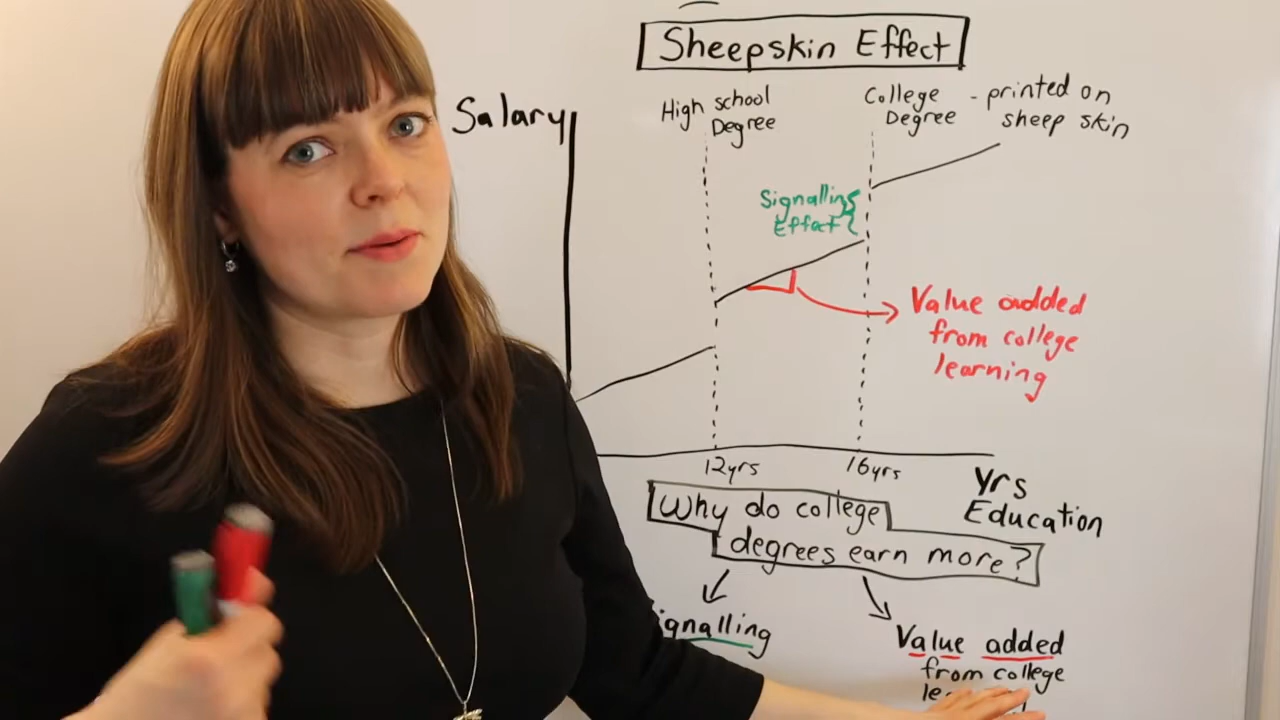 Sheepskin Effect
Salary
High school
Degree
College
Degree
- printed on
sheep skin
Signalling
Effect
Value added
from college
learning
12yrs
16yrs
Yrs
Education
Why do college
degrees earn more?
Value added
from college